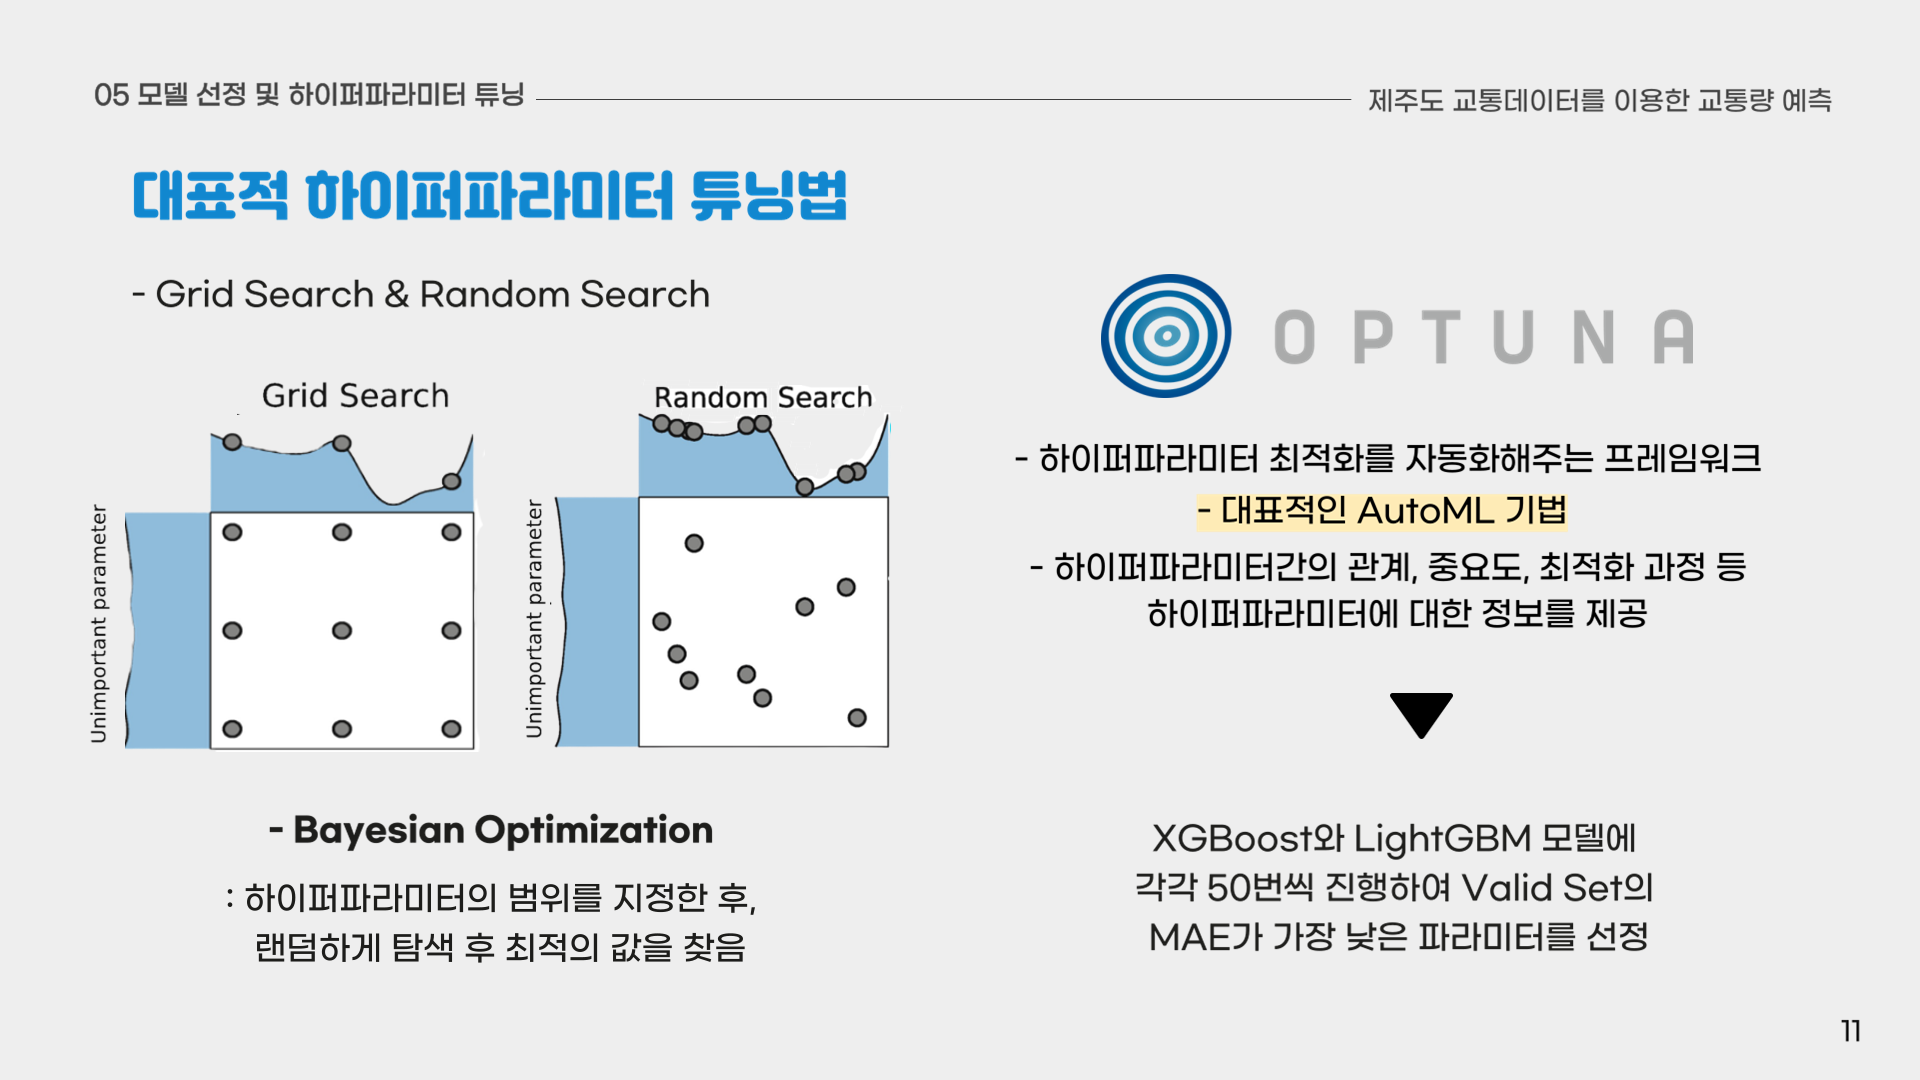 05 모델 선정 및 하이퍼파라미터 튜닝
제주도 교통데이터를 이용한 교통량 예측
대표적 하이퍼파라미터 튜닝법
- Grid Search & Random Search
Grid Search
Unimportant parameter
Random Search
Unimportant parameter
- Bayesian Optimization
: 하이퍼파라미터의 범위를 지정한 후,
랜덤하게 탐색 후 최적의 값을 찾음
OPTUNA
- 하이퍼파라미터 최적화를 자동화해주는 프레임워크
- 대표적인 AutoML 기법
- 하이퍼파라미터간의 관계, 중요도, 최적화 과정 등
하이퍼파라미터에 대한 정보를 제공
XGBoost와 LightGBM 모델에
각각 50번씩 진행하여 Valid Set의
MAE가 가장 낮은 파라미터를 선정
11